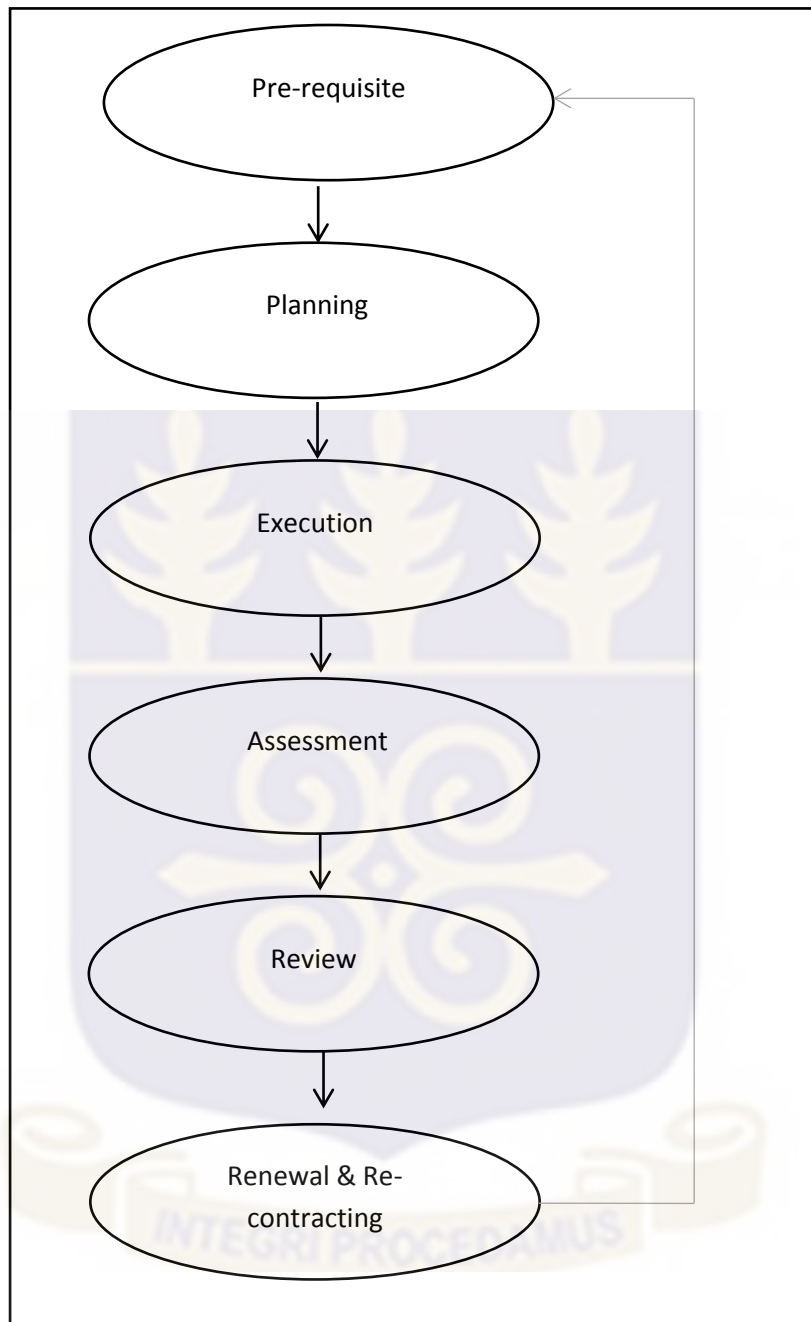 Pre-requisite
Planning
Execution
Assessment
Review
Renewal & Re-
contracting
INTEGRI PROCEDAMUS